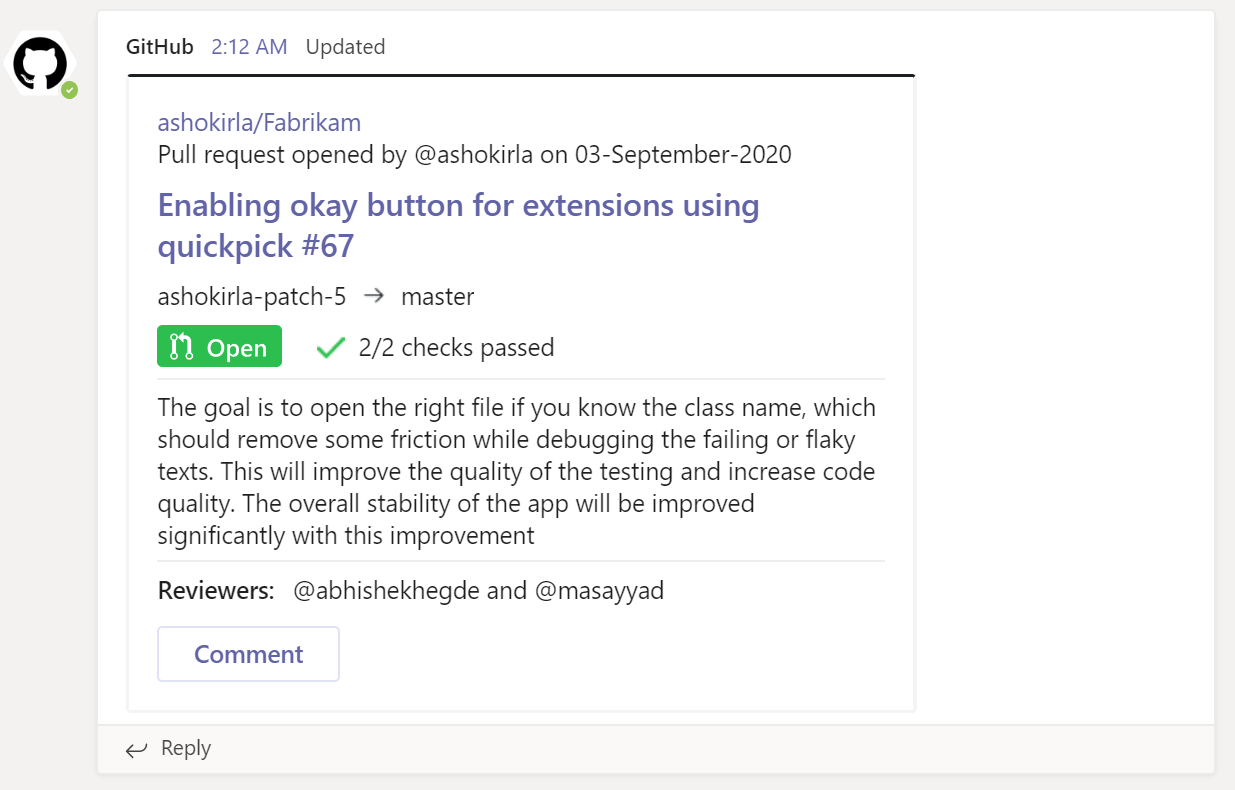 GitHub 2:12 AM Updated
ashokirla/Fabrikam
Pull request opened by @ashokirla on 03-September-2020
Enabling okay button for extensions using
quickpick #67
ashokirla-patch-5 → master
Open 2/2 checks passed
The goal is to open the right file if you know the class name, which
should remove some friction while debugging the failing or flaky
texts. This will improve the quality of the testing and increase code
quality. The overall stability of the app will be improved
significantly with this improvement
Reviewers: @abhishekhegde and @masayyad
Comment
Reply